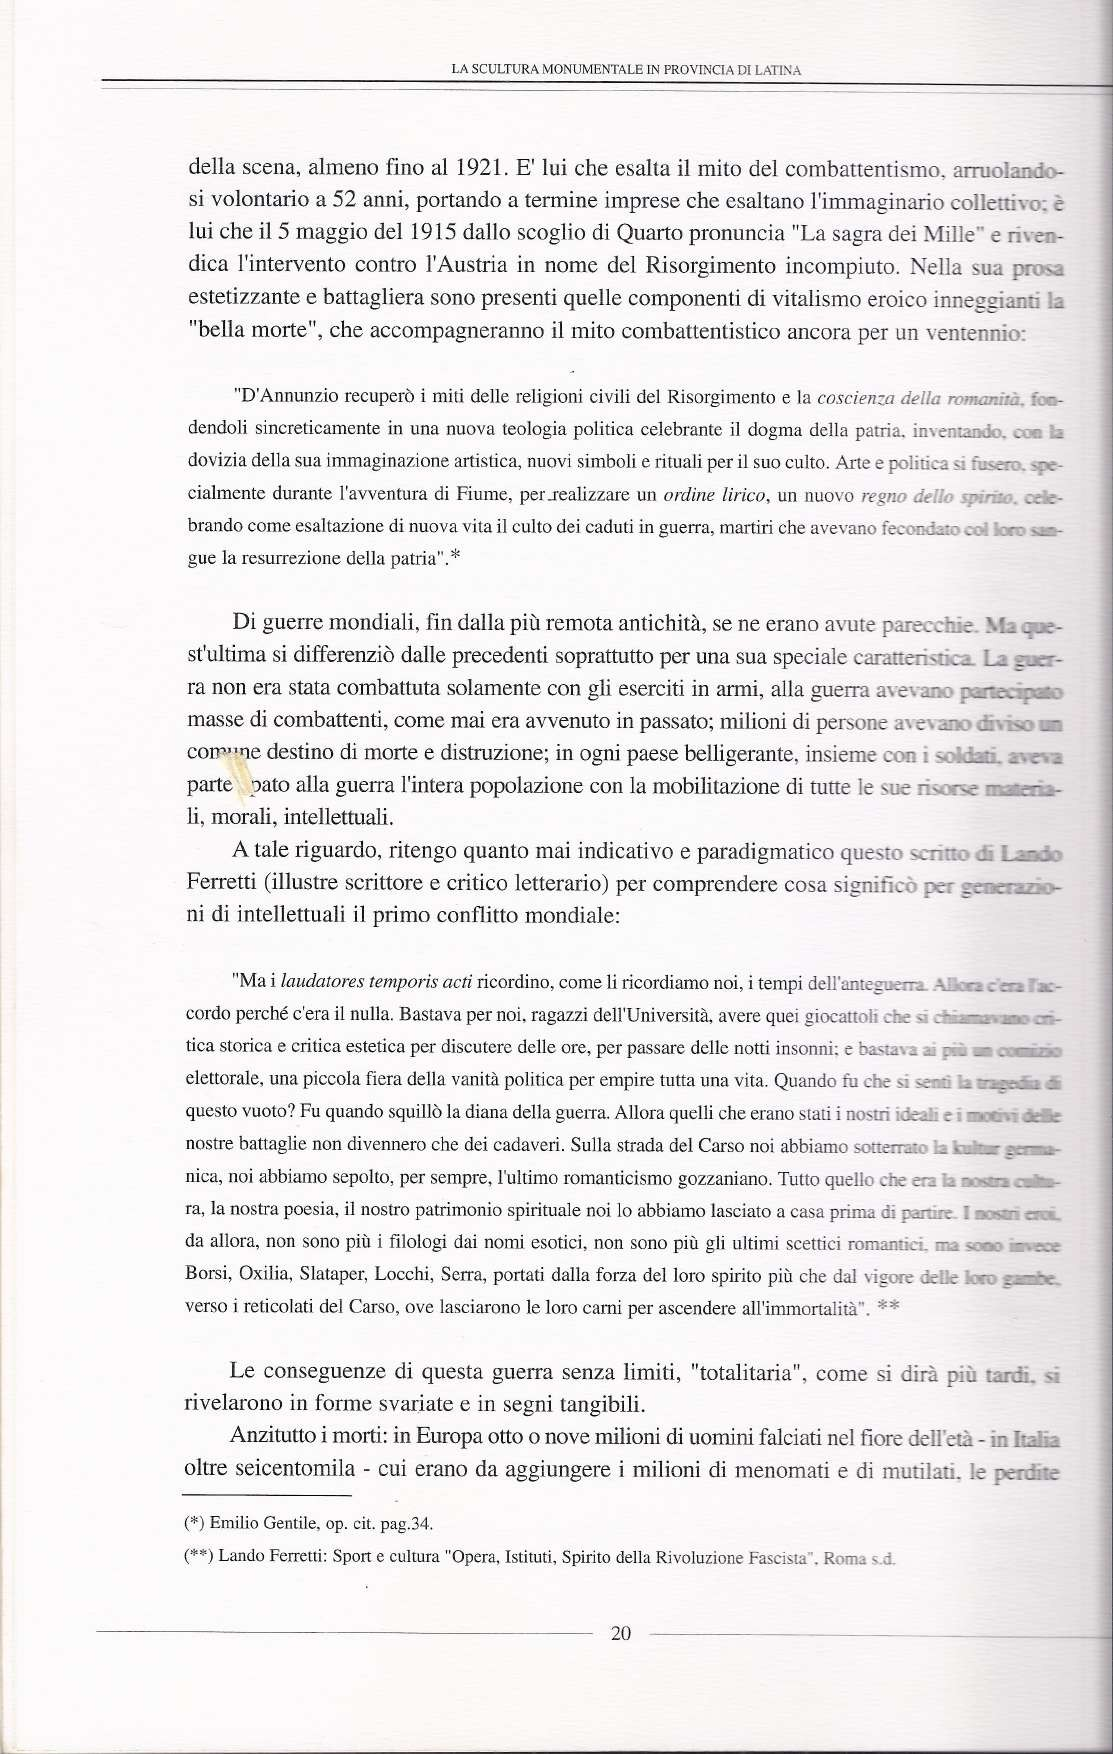 LA SCULTURA MONUMENTALE IN PROVINCIA DI LATINA
della scena, almeno fino al 1921. E' lui che esalta il mito del combattentismo, arruolando-
si volontario a 52 anni, portando a termine imprese che esaltano l'immaginario collettivo; è
lui che il 5 maggio del 1915 dallo scoglio di Quarto pronuncia "La sagra dei Mille" e riven-
dica l'intervento contro l'Austria in nome del Risorgimento incompiuto. Nella sua prosa
estetizzante e battagliera sono presenti quelle componenti di vitalismo eroico inneggianti la
"bella morte", che accompagneranno il mito combattentistico ancora per un ventennio:
"D'Annunzio recuperò i miti delle religioni civili del Risorgimento e la coscienza della romanità, fon-
dendoli sincreticamente in una nuova teologia politica celebrante il dogma della patria, inventando, con la
dovizia della sua immaginazione artistica, nuovi simboli e rituali per il suo culto. Arte e politica si fusero, spe-
cialmente durante l'avventura di Fiume, per realizzare un ordine lirico, un nuovo regno dello spirito, cele-
brando come esaltazione di nuova vita il culto dei caduti in guerra, martiri che avevano fecondato col loro san-
gue la resurrezione della patria".*
Di guerre mondiali, fin dalla più remota antichità, se ne erano avute parecchie. Ma que-
st'ultima si differenziò dalle precedenti soprattutto per una sua speciale caratteristica. La guer-
ra non era stata combattuta solamente con gli eserciti in armi, alla guerra avevano partecipato
masse di combattenti, come mai era avvenuto in passato; milioni di persone avevano diviso un
comune destino di morte e distruzione; in ogni paese belligerante, insieme con i soldati, aveva
parte pato alla guerra l'intera popolazione con la mobilitazione di tutte le sue risorse materia-
li, morali, intellettuali.
A tale riguardo, ritengo quanto mai indicativo e paradigmatico questo scritto di Lando
Ferretti (illustre scrittore e critico letterario) per comprendere cosa significò per generazio-
ni di intellettuali il primo conflitto mondiale:
"Ma i laudatores temporis acti ricordino, come li ricordiamo noi, i tempi dell'anteguerra. Allora c'era l'ac-
cordo perché c'era il nulla. Bastava per noi, ragazzi dell'Università, avere quei giocattoli che si chiamavano cri-
tica storica e critica estetica per discutere delle ore, per passare delle notti insonni; e bastava ai più un comizio
elettorale, una piccola fiera della vanità politica per empire tutta una vita. Quando fu che si sentì la tragedia di
questo vuoto? Fu quando squillò la diana della guerra. Allora quelli che erano stati i nostri ideali e i motivi delle
nostre battaglie non divennero che dei cadaveri. Sulla strada del Carso noi abbiamo sotterrato la kultur germa-
nica, noi abbiamo sepolto, per sempre, l'ultimo romanticismo gozzaniano. Tutto quello che era la nostra cultu-
ra, la nostra poesia, il nostro patrimonio spirituale noi lo abbiamo lasciato a casa prima di partire. I nostri eroi,
da allora, non sono più i filologi dai nomi esotici, non sono più gli ultimi scettici romantici, ma sono invece
Borsi, Oxilia, Slataper, Locchi, Serra, portati dalla forza del loro spirito più che dal vigore delle loro gambe,
verso i reticolati del Carso, ove lasciarono le loro carni per ascendere all'immortalità". **
Le conseguenze di questa guerra senza limiti, "totalitaria", come si dirà più tardi, si
rivelarono in forme svariate e in segni tangibili.
Anzitutto i morti: in Europa otto o nove milioni di uomini falciati nel fiore dell'età - in Italia
oltre seicentomila - cui erano da aggiungere i milioni di menomati e di mutilati, le perdite
(*) Emilio Gentile, op. cit. pag.34.
(**) Lando Ferretti: Sport e cultura "Opera, Istituti, Spirito della Rivoluzione Fascista", Roma s.d.
20